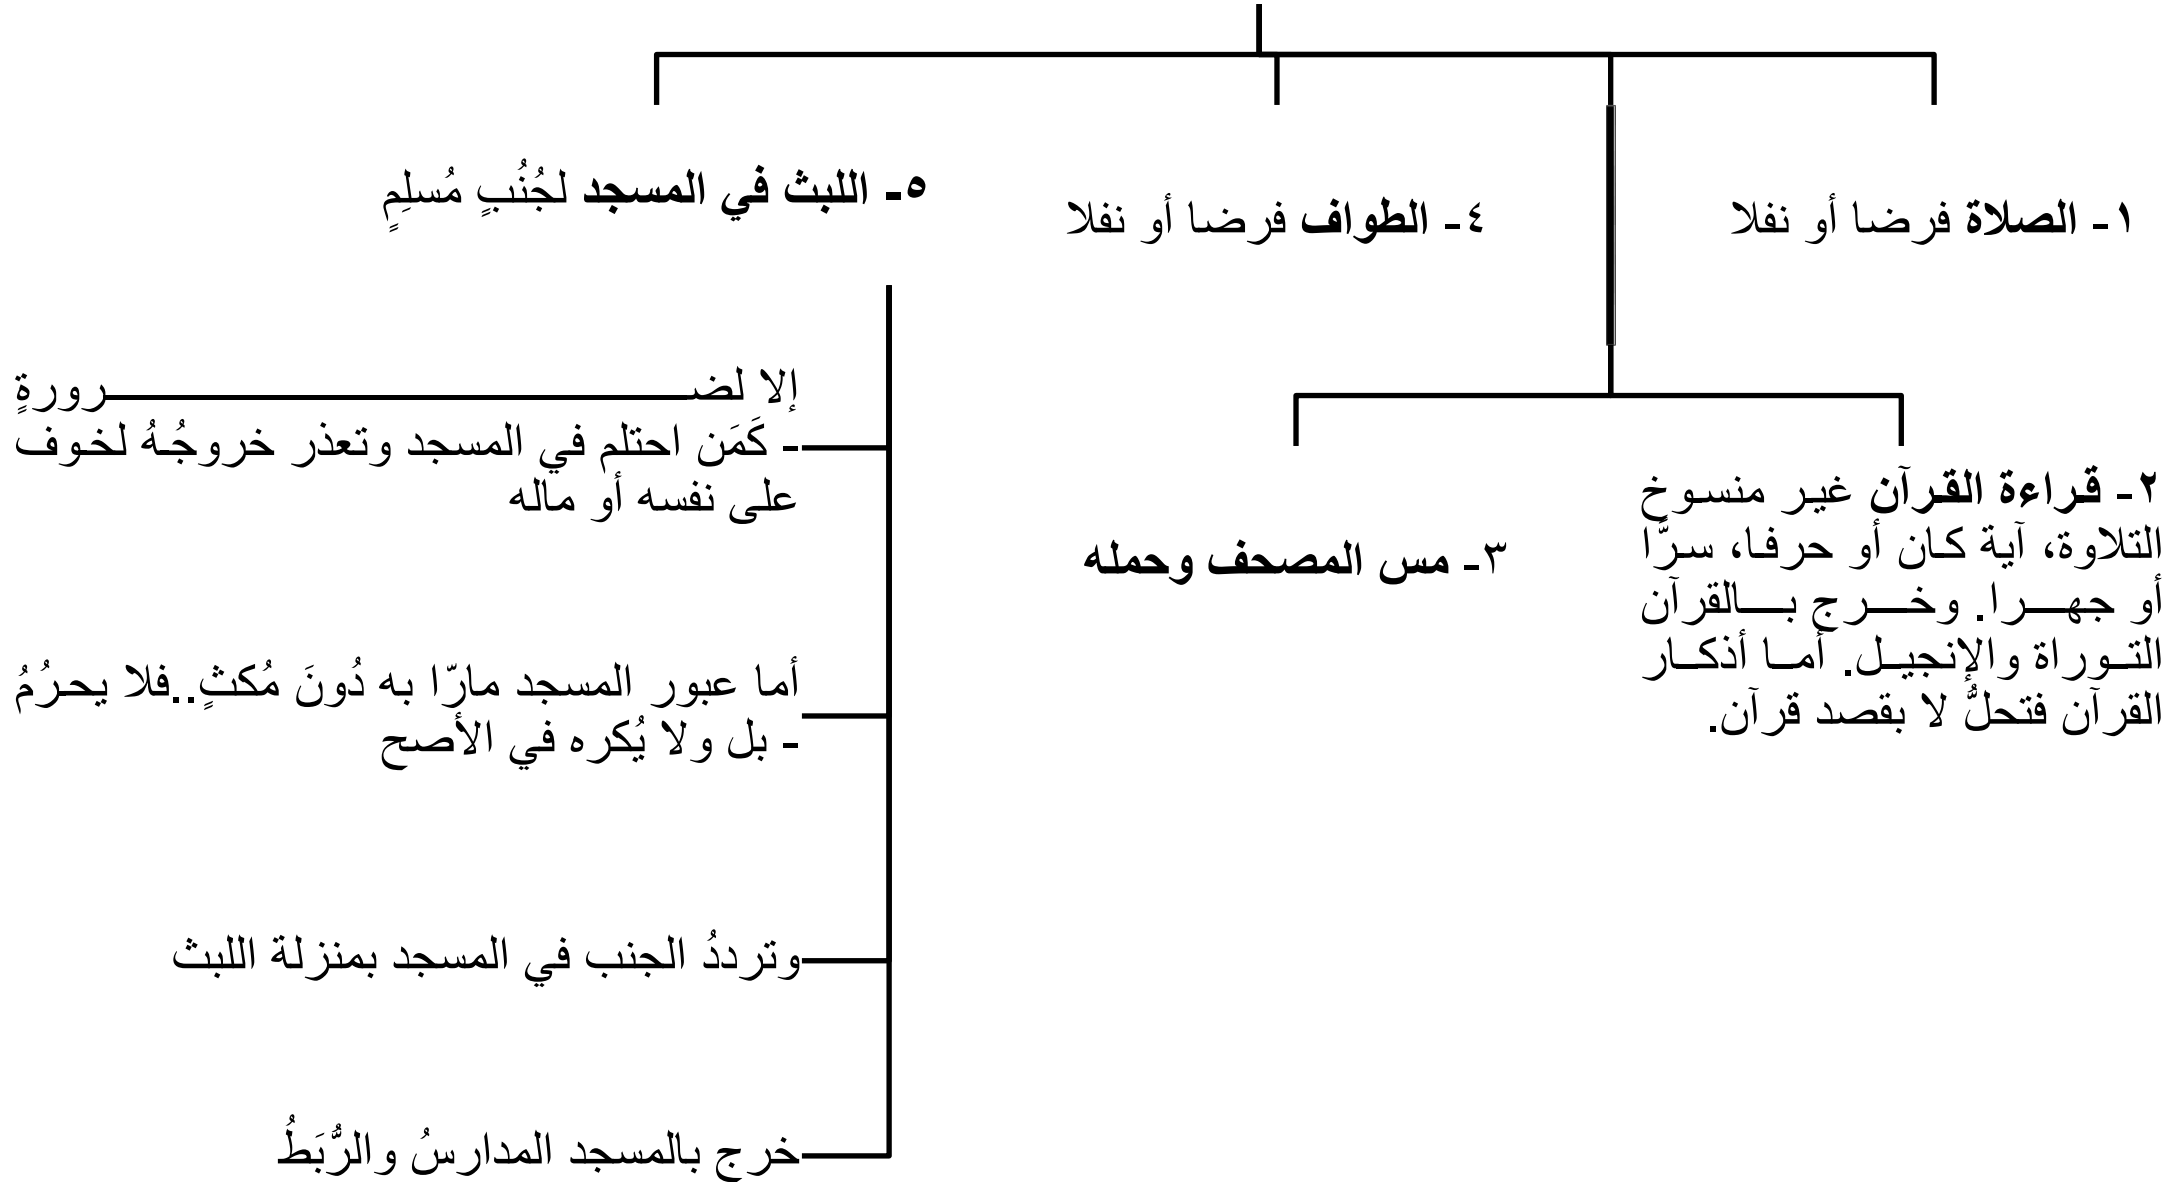 ١- الصلاة فرضا أو نفلا
٢- قراءة القرآن غير منسوخ
التلاوة، آية كان أو حرفا، سرًّا
أو جهرا. وخرج بالقرآن
التوراة والإنجيل. أما أذكار
القرآن فتحلُّ لا بقصد قرآن.
٣- مس المصحف وحمله
٤- الطواف فرضا أو نفلا
٥- اللبث في المسجد لجُنُبٍ مُسلِمٍ
إلا لضرورةٍ
- كَمَن احتلم في المسجد وتعذر خروجُهُ لخوف
على نفسه أو ماله
أما عبور المسجد مارّا به دُونَ مُكثٍ..فلا يحرُمُ
- بل ولا يُكره في الأصح
وترددُ الجنب في المسجد بمنزلة اللبث
خرج بالمسجد المدارسُ والرُّبَطُ